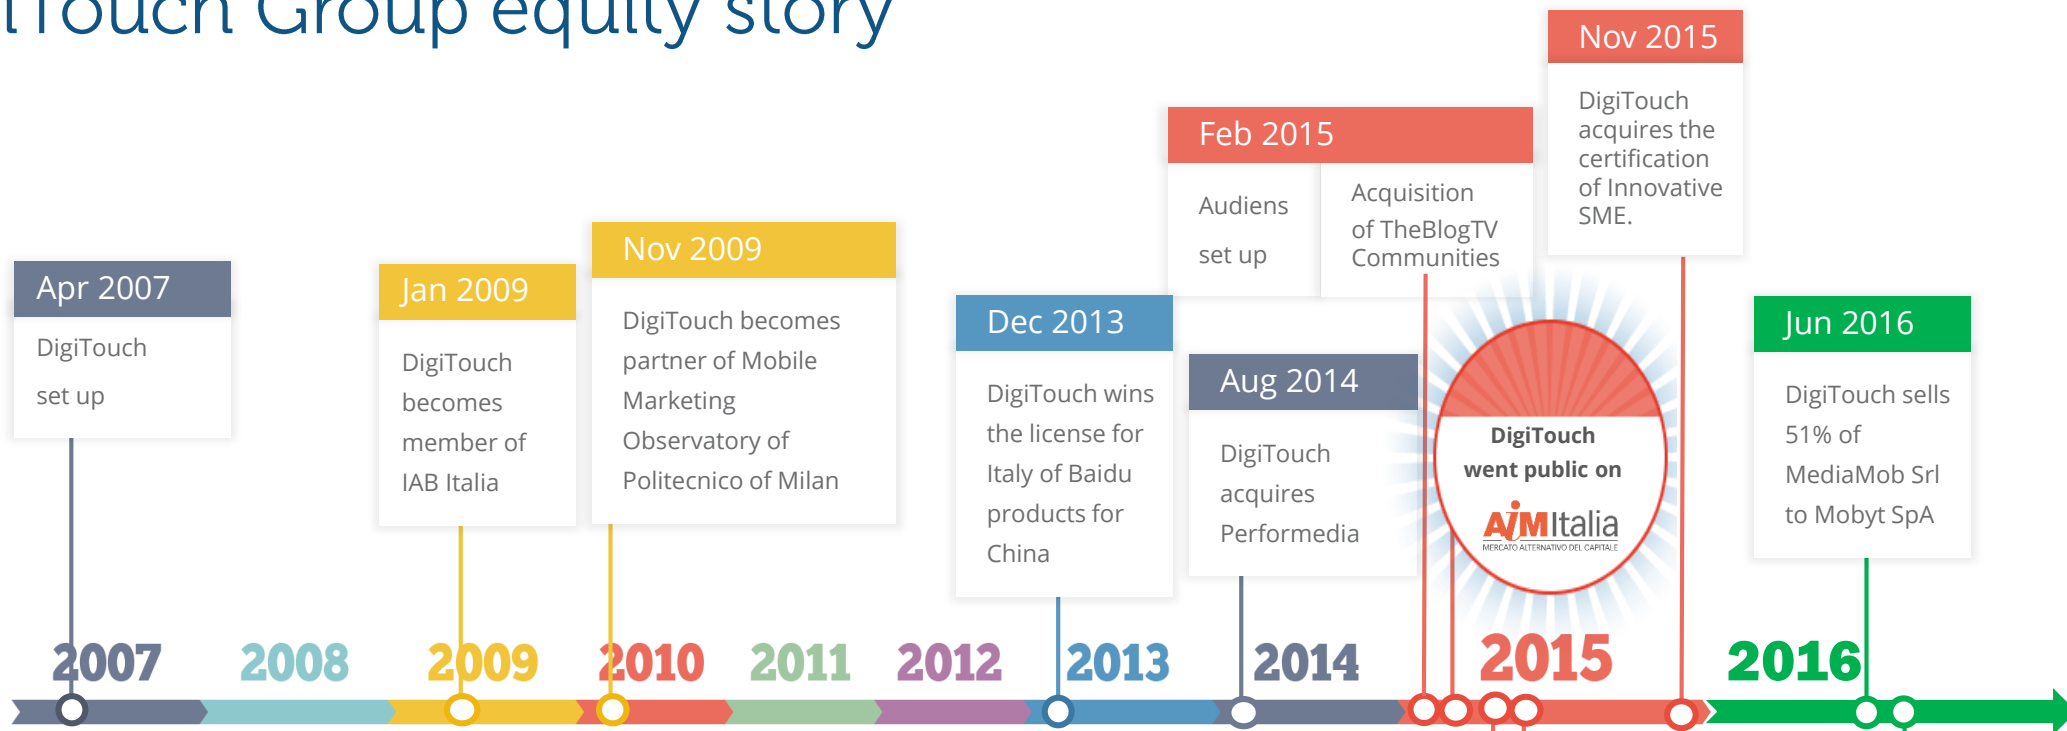 iTouch Group equity story
Nov 2015
DigiTouch
acquires the
certification
of Innovative
SME.
Feb 2015
Audiens
set up
Acquisition
of TheBlogTV
Communities
Nov 2009
DigiTouch becomes
partner of Mobile
Marketing
Observatory of
Politecnico of Milan
Apr 2007
DigiTouch
set up
Jan 2009
DigiTouch
becomes
member of
IAB Italia
Dec 2013
DigiTouch wins
the license for
Italy of Baidu
products for
China
Aug 2014
DigiTouch
acquires
Performedia
DigiTouch
went public on
AiMItalia
MERCATO ALTERNATIVO DEL CAPITALE
Jun 2016
DigiTouch sells
51% of
MediaMob Srl
to Mobyt SpA
2007 2008 2009 2010 2011 2012 2013 2014 2015 2016